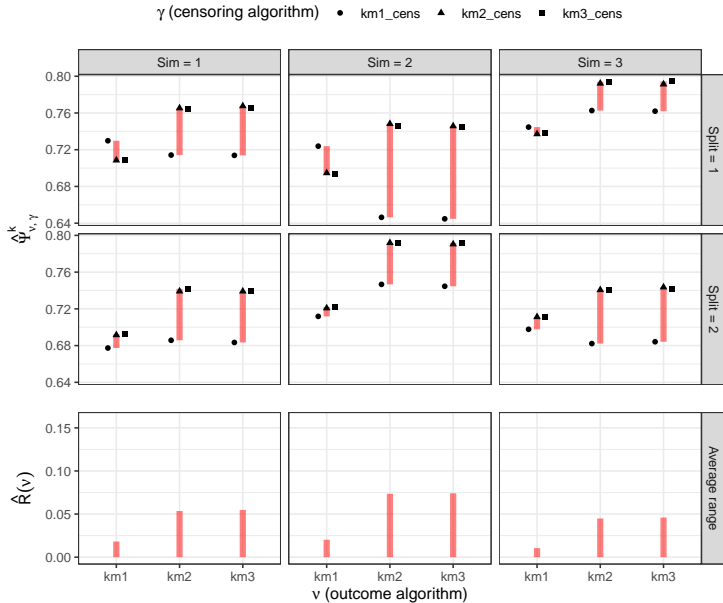 γ (censoring algorithm) km1_cens km2_cens km3_cens
Sim = 1 Sim = 2 Sim = 3
0.80
0.76
0.72
0.68
0.64
Split = 1
Ψ̂ᵏν, γ
0.80
0.76
0.72
0.68
0.64
Split = 2
0.15
0.10
0.05
0.00
R̂(ν)
Average range
km1 km2 km3 km1 km2 km3 km1 km2 km3
ν (outcome algorithm)